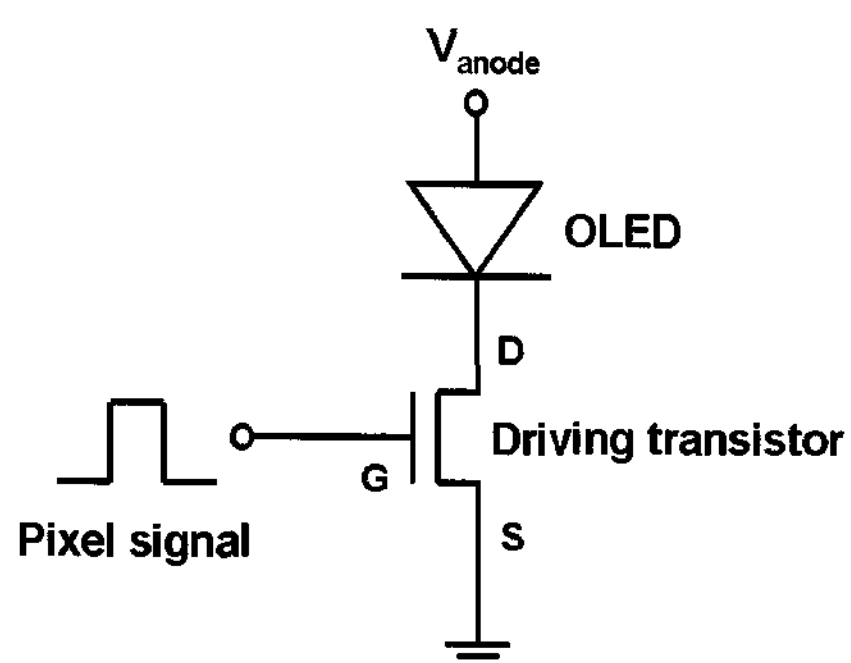 Vanode
OLED
D
Driving transistor
G
Pixel signal
S